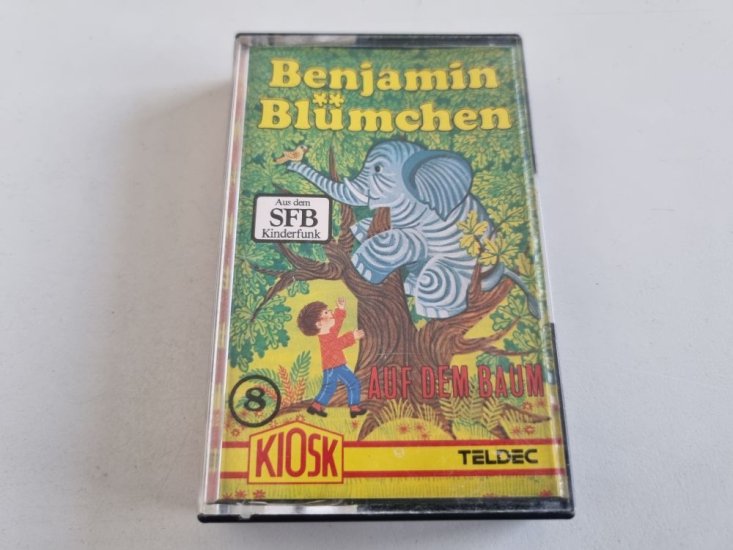 Benjamin
Blümchen
Aus dem
SFB
Kinderfunk
AUF DEM BAUM
8
KIOSK
TELDEC